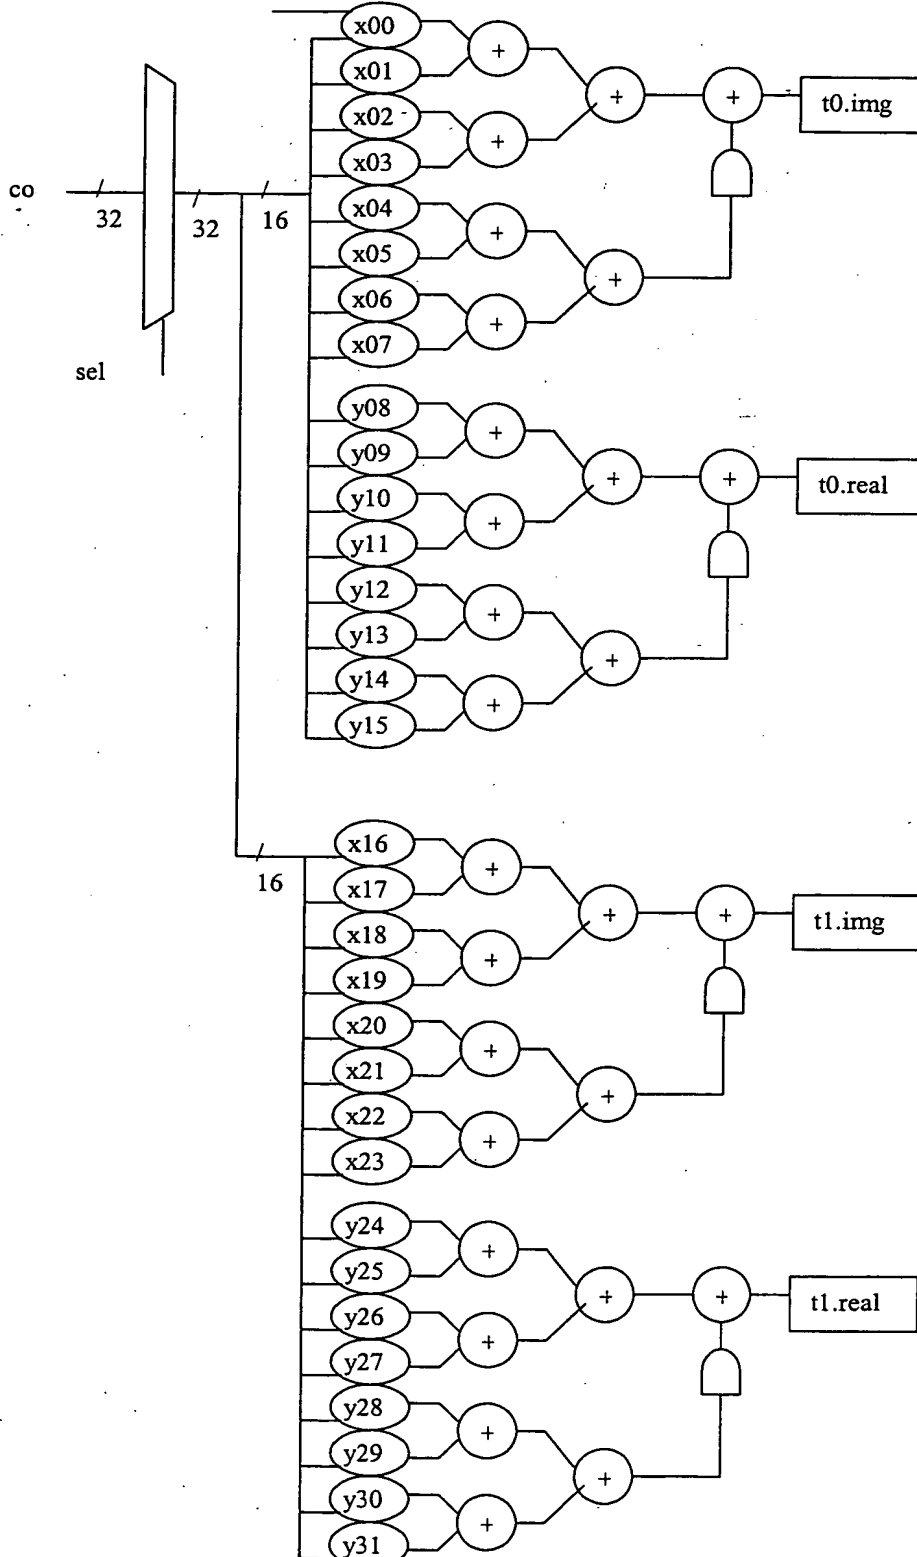 x00
+
x01
+
+
t0.img
x02
+
x03
co
32
32
16
x04
+
x05
+
x06
+
x07
sel
y08
+
y09
+
+
t0.real
y10
+
y11
y12
+
y13
+
y14
+
y15
x16
+
16
x17
+
+
t1.img
x18
+
x19
x20
+
x21
+
x22
+
x23
y24
+
y25
+
+
t1.real
y26
+
y27
y28
+
y29
+
y30
+
y31